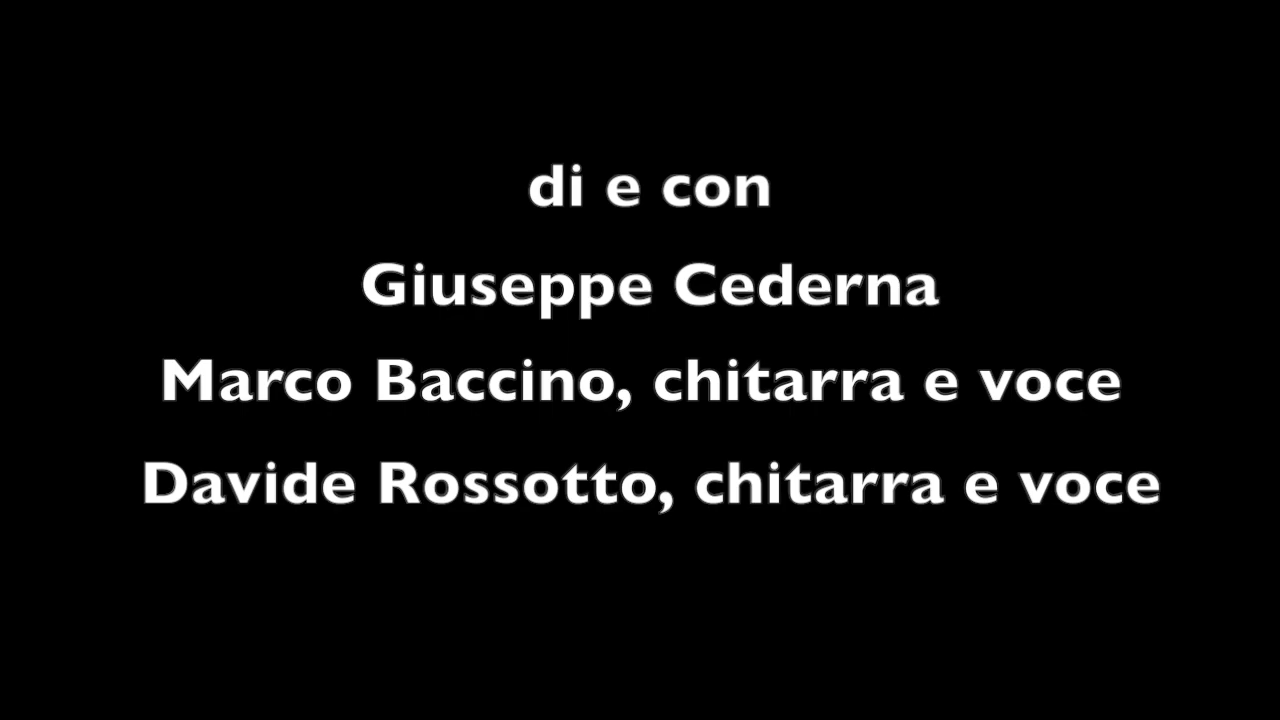 di e con
Giuseppe Cederna
Marco Baccino, chitarra e voce
Davide Rossotto, chitarra e voce